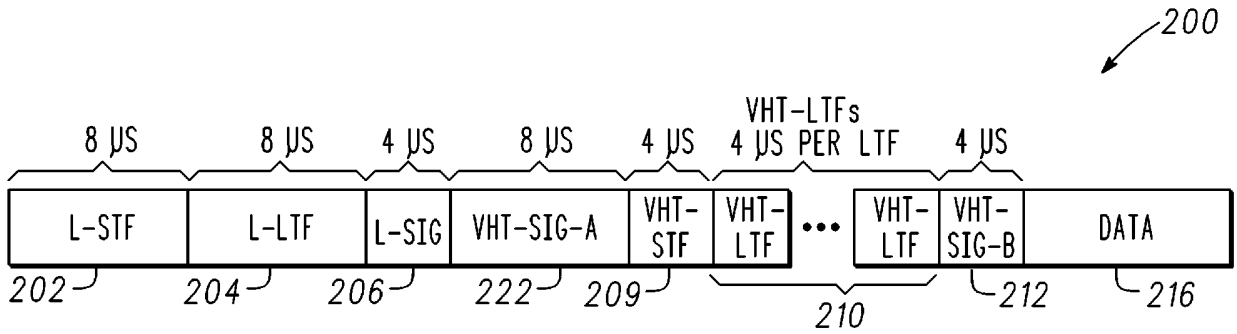 200
VHT-LTFs
8 µS 8 µS 4 µS 8 µS 4 µS 4 µS PER LTF 4 µS
L-STF L-LTF L-SIG VHT-SIG-A VHT-STF VHT-LTF ••• VHT-LTF VHT-SIG-B DATA
202 204 206 222 209 210 212 216